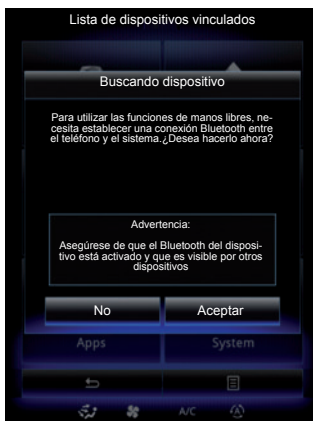 Lista de dispositivos vinculados
Buscando dispositivo
Para utilizar las funciones de manos libres, ne-
cesita establecer una conexión Bluetooth entre
el teléfono y el sistema.¿Desea hacerlo ahora?
Advertencia:
Asegúrese de que el Bluetooth del disposi-
tivo está activado y que es visible por otros
dispositivos
No
Aceptar
Apps
System
A/C